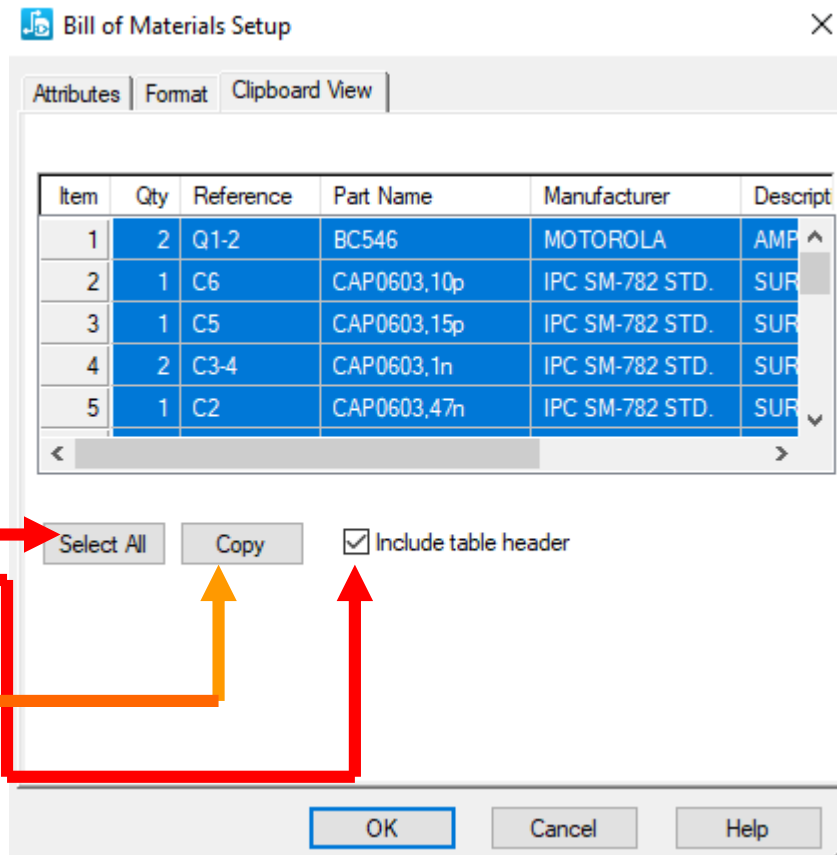 Bill of Materials Setup
Attributes Format Clipboard View
Item Qty Reference Part Name Manufacturer Descript
1 2 Q1-2 BC546 MOTOROLA AMP
2 1 C6 CAP0603,10p IPC SM-782 STD. SUR
3 1 C5 CAP0603,15p IPC SM-782 STD. SUR
4 2 C3-4 CAP0603,1n IPC SM-782 STD. SUR
5 1 C2 CAP0603,47n IPC SM-782 STD. SUR
Select All Copy Include table header
OK Cancel Help